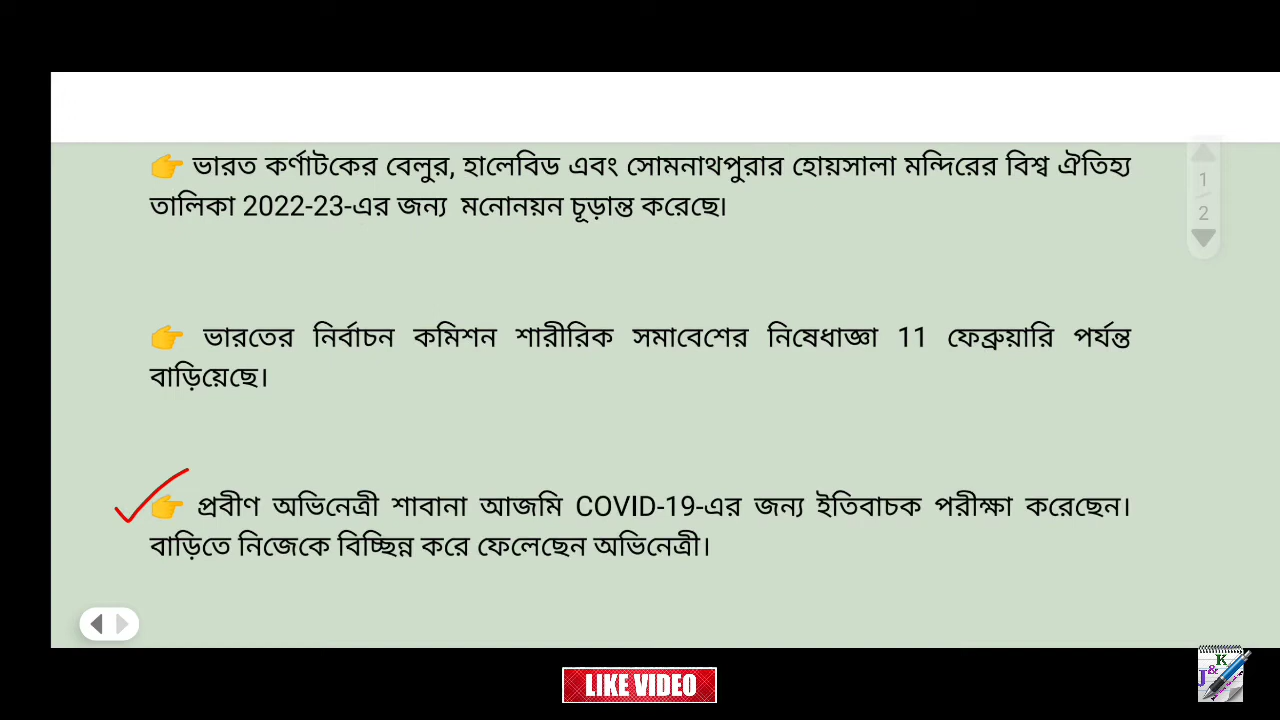 👉 ভারত কর্ণাটকের বেলুর, হালেবিড এবং সোমনাথপুরার হোয়সালা মন্দিরের বিশ্ব ঐতিহ্য
তালিকা 2022-23-এর জন্য মনোনয়ন চূড়ান্ত করেছে।
1
2
👉 ভারতের নির্বাচন কমিশন শারীরিক সমাবেশের নিষেধাজ্ঞা 11 ফেব্রুয়ারি পর্যন্ত
বাড়িয়েছে।
👉 প্রবীণ অভিনেত্রী শাবানা আজমি COVID-19-এর জন্য ইতিবাচক পরীক্ষা করেছেন।
বাড়িতে নিজেকে বিচ্ছিন্ন করে ফেলেছেন অভিনেত্রী।
LIKE VIDEO
J&K